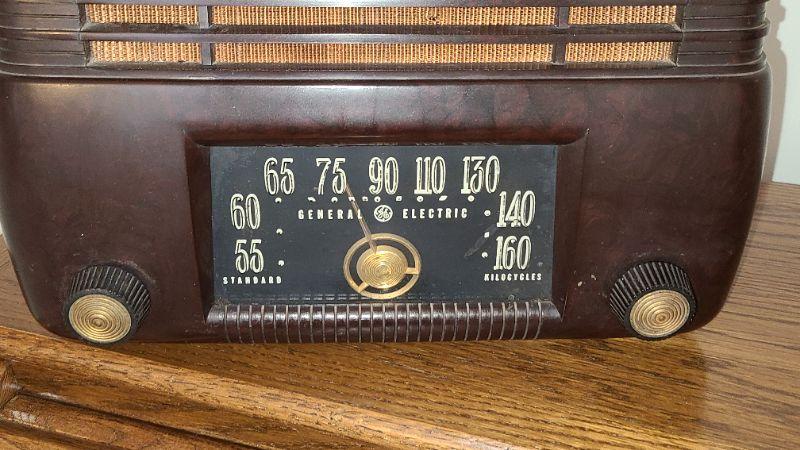 65 75 90 110 130
60 GENERAL GE ELECTRIC 140
55 160
STANDARD KILOCYCLES